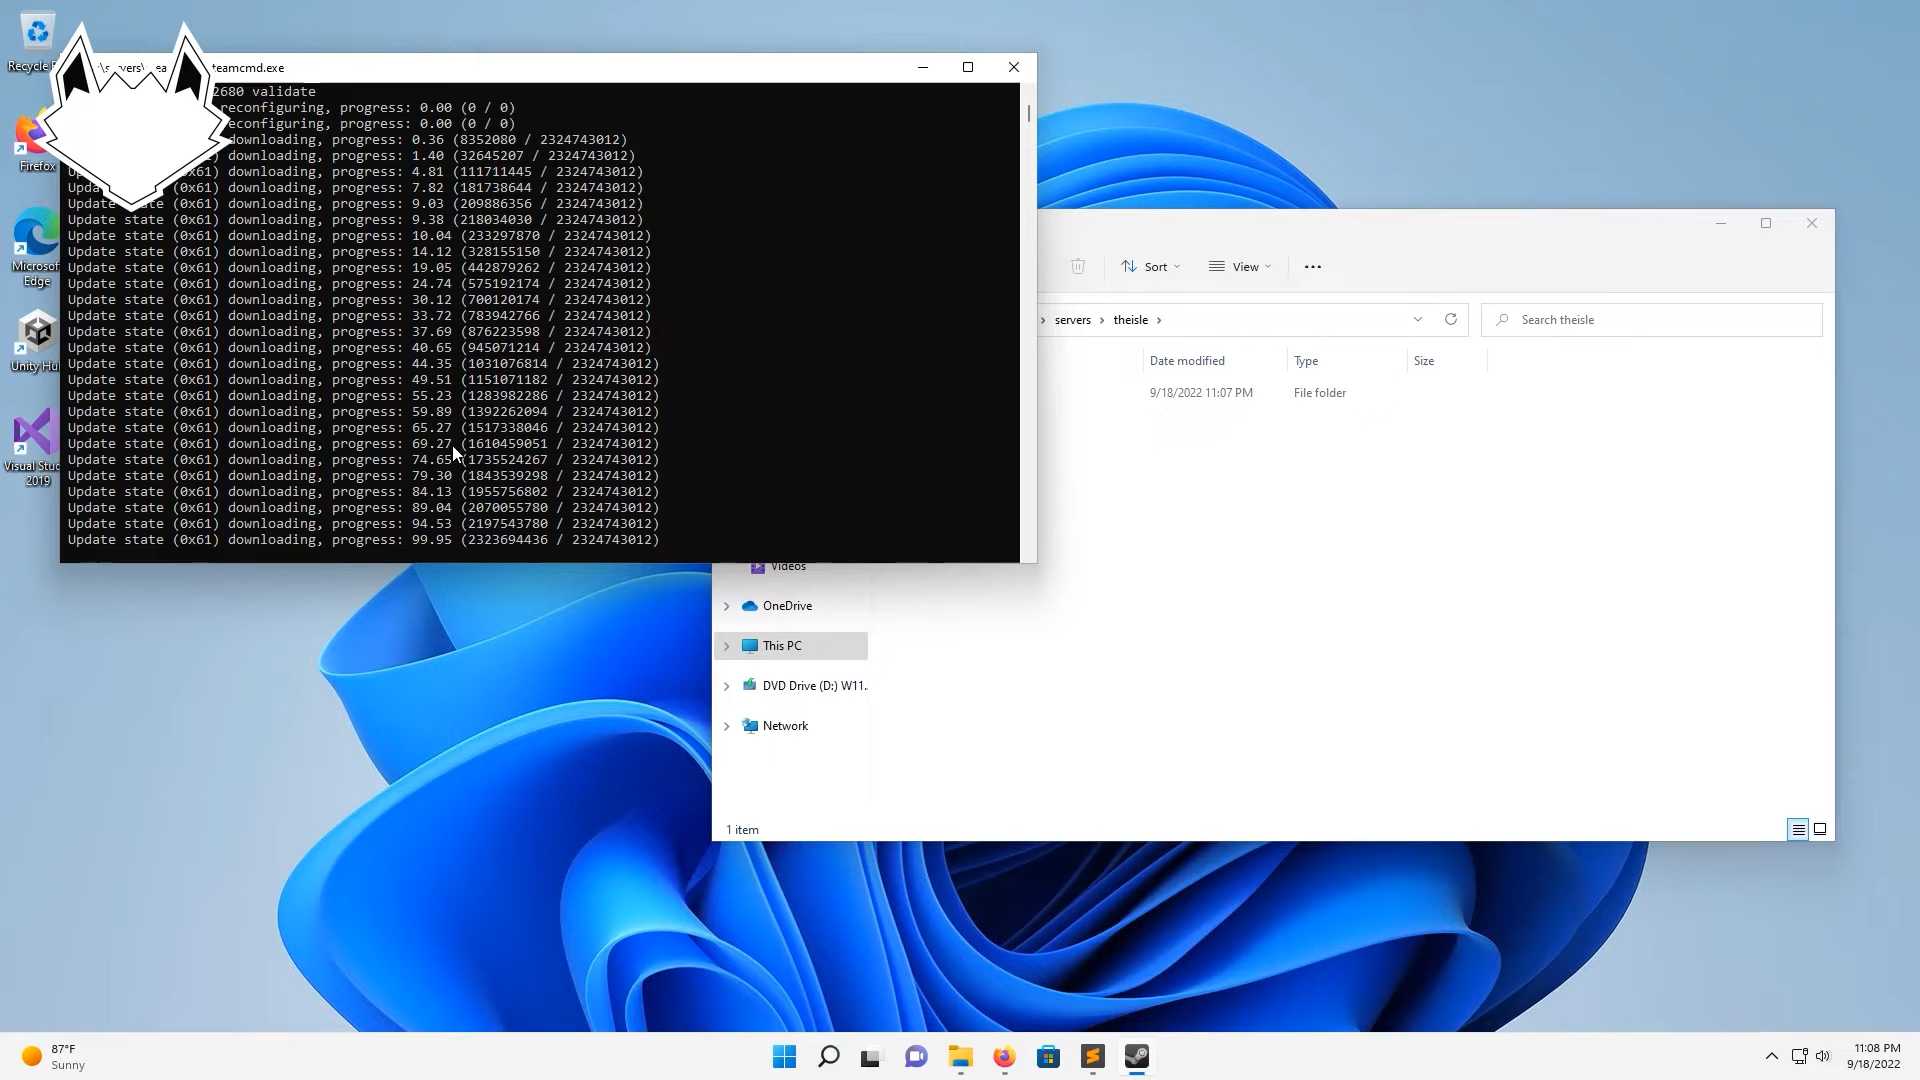 Recycle
teamcmd.exe
2680 validate
reconfiguring, progress: 0.00 (0 / 0)
reconfiguring, progress: 0.00 (0 / 0)
downloading, progress: 0.36 (8352080 / 2324743012)
downloading, progress: 1.40 (32645207 / 2324743012)
Upda x61) downloading, progress: 4.81 (111711445 / 2324743012)
Upda (0x61) downloading, progress: 7.82 (181738644 / 2324743012)
Update state (0x61) downloading, progress: 9.03 (209886356 / 2324743012)
Update state (0x61) downloading, progress: 9.38 (218034030 / 2324743012)
Update state (0x61) downloading, progress: 10.04 (233297870 / 2324743012)
Update state (0x61) downloading, progress: 14.12 (328155150 / 2324743012)
Update state (0x61) downloading, progress: 19.05 (442879262 / 2324743012)
Update state (0x61) downloading, progress: 24.74 (575192174 / 2324743012)
Update state (0x61) downloading, progress: 30.12 (700120174 / 2324743012)
Update state (0x61) downloading, progress: 33.72 (783942766 / 2324743012)
Update state (0x61) downloading, progress: 37.69 (876223598 / 2324743012)
Update state (0x61) downloading, progress: 40.65 (945071214 / 2324743012)
Update state (0x61) downloading, progress: 44.35 (1031076814 / 2324743012)
Update state (0x61) downloading, progress: 49.51 (1151071182 / 2324743012)
Update state (0x61) downloading, progress: 55.23 (1283982286 / 2324743012)
Update state (0x61) downloading, progress: 59.89 (1392262094 / 2324743012)
Update state (0x61) downloading, progress: 65.27 (1517338046 / 2324743012)
Update state (0x61) downloading, progress: 69.27 (1610459051 / 2324743012)
Update state (0x61) downloading, progress: 74.65 (1735524267 / 2324743012)
Update state (0x61) downloading, progress: 79.30 (1843539298 / 2324743012)
Update state (0x61) downloading, progress: 84.13 (1955756802 / 2324743012)
Update state (0x61) downloading, progress: 89.04 (2070055780 / 2324743012)
Update state (0x61) downloading, progress: 94.53 (2197543780 / 2324743012)
Update state (0x61) downloading, progress: 99.95 (2323694436 / 2324743012)
Firefox
Microsof
Edge
Unity Hu
Visual Stud
2019
Sort
View
servers > theisle >
Search theisle
Date modified
Type
Size
9/18/2022 11:07 PM
File folder
Videos
OneDrive
This PC
DVD Drive (D:) W11.
Network
1 item
87°F
Sunny
11:08 PM
9/18/2022